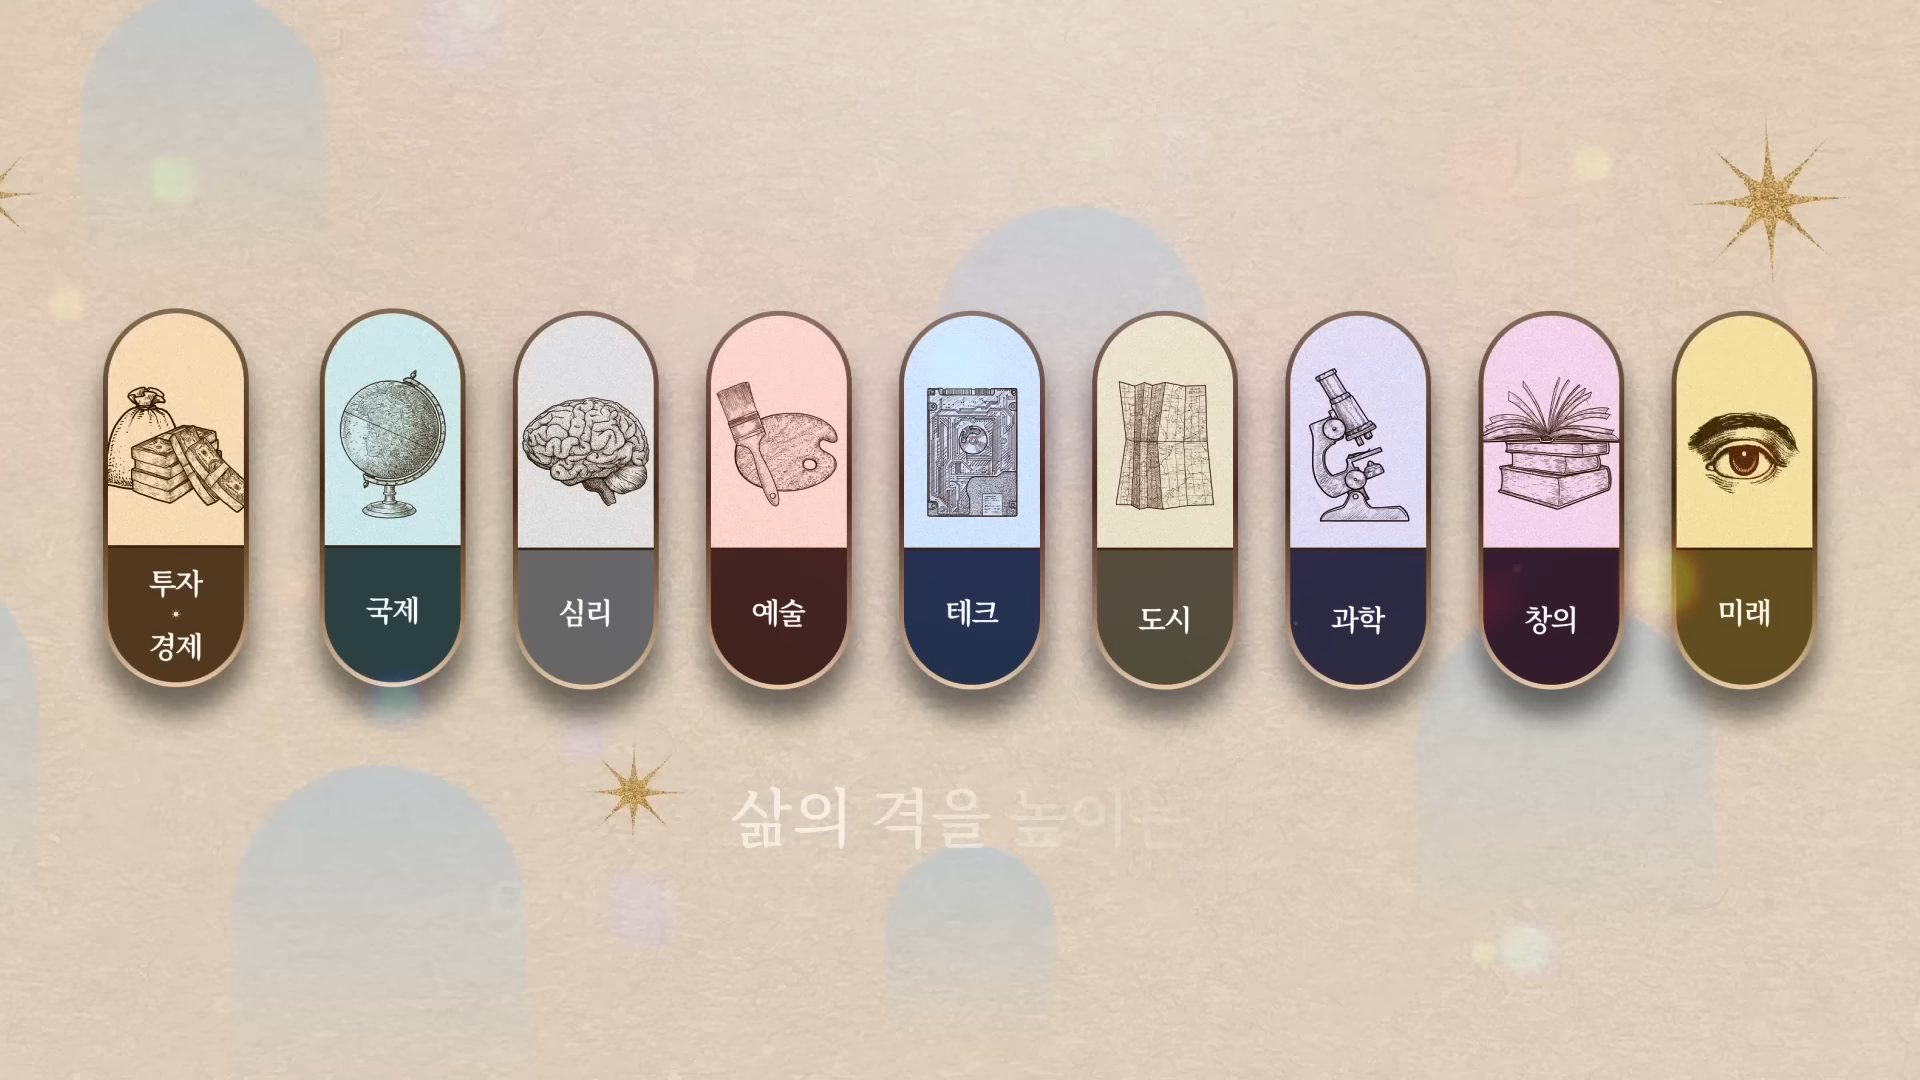 투자
·
경제
국제
심리
예술
테크
도시
과학
창의
미래
삶의 격을 높이는